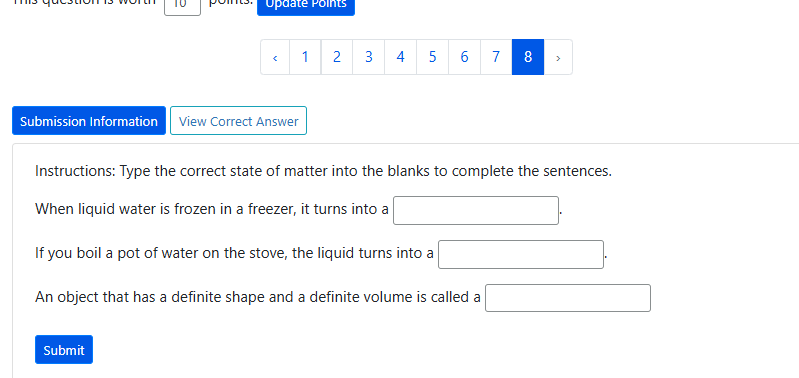 This question is worth 10 points. Update Points
‹ 1 2 3 4 5 6 7 8 ›
Submission Information View Correct Answer
Instructions: Type the correct state of matter into the blanks to complete the sentences.
When liquid water is frozen in a freezer, it turns into a .
If you boil a pot of water on the stove, the liquid turns into a .
An object that has a definite shape and a definite volume is called a
Submit